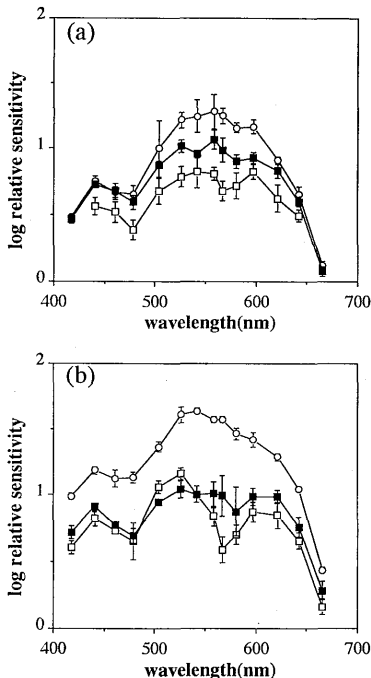 (a)
2
1
0
log relative sensitivity
400 500 600 700
wavelength(nm)
(b)
2
1
0
log relative sensitivity
400 500 600 700
wavelength(nm)